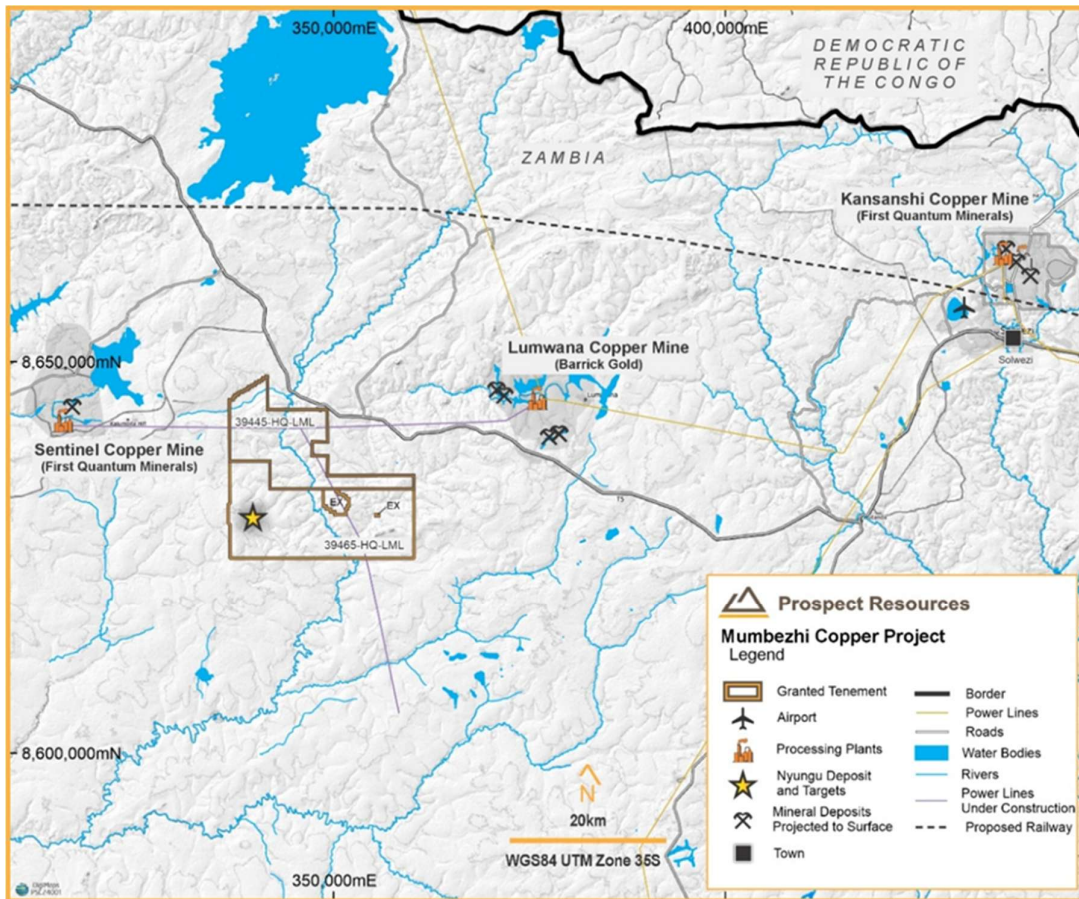 350,000mE
400,000mE
DEMOCRATIC
REPUBLIC OF
THE CONGO
ZAMBIA
Kansanshi Copper Mine
(First Quantum Minerals)
Solwezi
8,650,000mN
Lumwana Copper Mine
(Barrick Gold)
39445-HQ-LML
Sentinel Copper Mine
(First Quantum Minerals)
EX
EX
T5
39465-HQ-LML
8,600,000mN
N
20km
WGS84 UTM Zone 35S
350,000mE
Prospect Resources
Mumbezhi Copper Project
Legend
Granted Tenement
Airport
Processing Plants
Nyungu Deposit
and Targets
Mineral Deposits
Projected to Surface
Town
Border
Power Lines
Roads
Water Bodies
Rivers
Power Lines
Under Construction
Proposed Railway